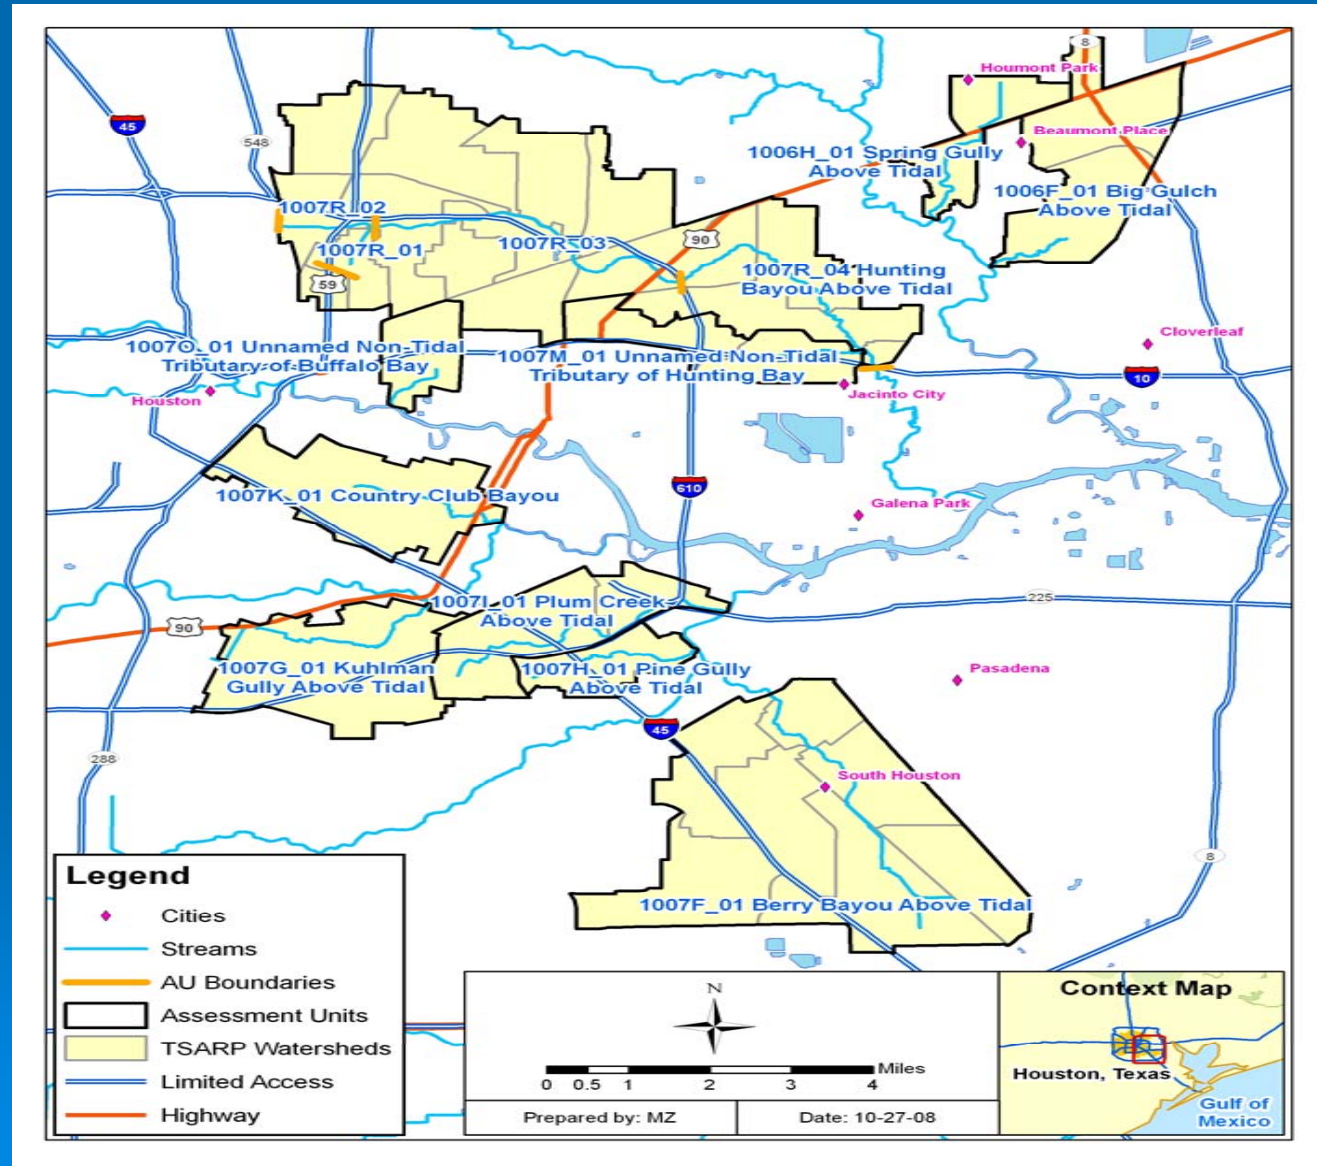 8
Houmont Park
45
548
Beaumont Place
1006H_01 Spring Gully
Above Tidal
1006F_01 Big Gulch
Above Tidal
1007R_02
90
1007R_01
1007R_03
59
1007R_04 Hunting
Bayou Above Tidal
Cloverleaf
1007O_01 Unnamed Non-Tidal
Tributary of Buffalo Bay
1007M_01 Unnamed Non-Tidal
Tributary of Hunting Bay
10
Houston
Jacinto City
610
1007K_01 Country Club Bayou
Galena Park
225
1007I_01 Plum Creek
Above Tidal
90
1007G_01 Kuhlman
Gully Above Tidal
1007H_01 Pine Gully
Above Tidal
Pasadena
45
288
South Houston
8
1007F_01 Berry Bayou Above Tidal
Legend
Cities
Streams
AU Boundaries
Assessment Units
TSARP Watersheds
Limited Access
Highway
N
Miles
0 0.5 1 2 3 4
Prepared by: MZ
Date: 10-27-08
Context Map
Houston, Texas
Gulf of
Mexico